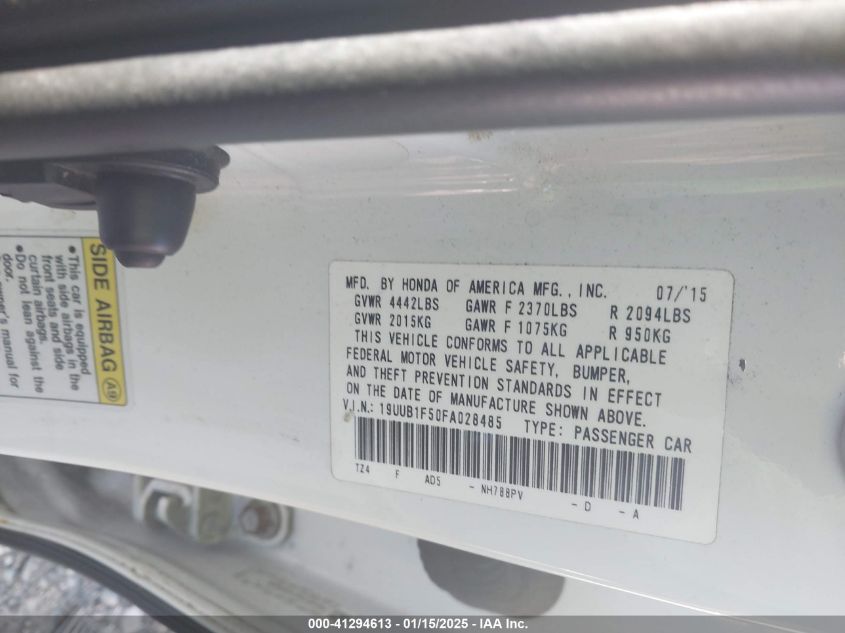 MFD. BY HONDA OF AMERICA MFG., INC. 07/'15
GVWR 4442LBS GAWR F 2370LBS R 2094LBS
GVWR 2015KG GAWR F 1075KG R 950KG
THIS VEHICLE CONFORMS TO ALL APPLICABLE
FEDERAL MOTOR VEHICLE SAFETY, BUMPER,
AND THEFT PREVENTION STANDARDS IN EFFECT
ON THE DATE OF MANUFACTURE SHOWN ABOVE.
V.I.N.: 19UUB1F50FA028485 TYPE: PASSENGER CAR
TZ4 F AD5 - NH788PV - D - A
SIDE AIRBAG AB
•This car is equipped
with side airbags in the
front seats and side
curtain airbags.
•Do not lean against the
door.
owner's manual for
000-41294613 - 01/15/2025 - IAA Inc.